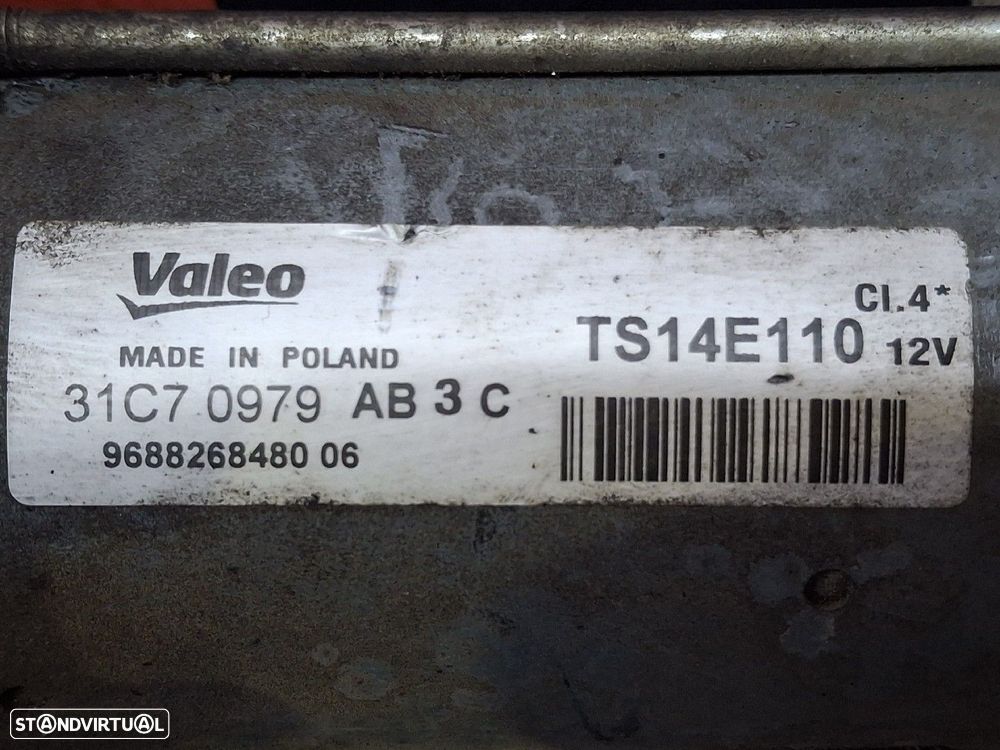 Valeo
MADE IN POLAND
31C7 0979 AB 3 C
9688268480 06
Cl.4*
TS14E110 12V
STANDVIRTUAL